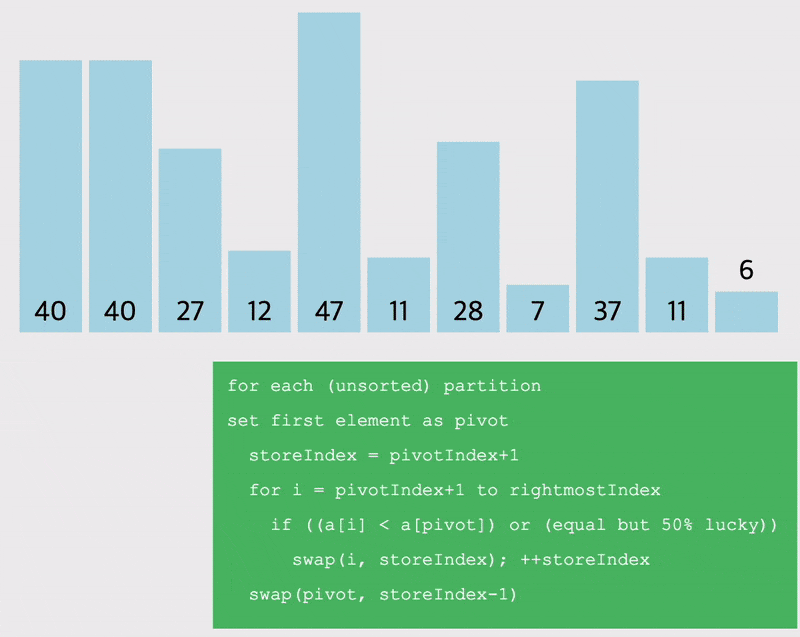 6
40 40 27 12 47 11 28 7 37 11
for each (unsorted) partition
set first element as pivot
storeIndex = pivotIndex+1
for i = pivotIndex+1 to rightmostIndex
if ((a[i] < a[pivot]) or (equal but 50% lucky))
swap(i, storeIndex); ++storeIndex
swap(pivot, storeIndex-1)